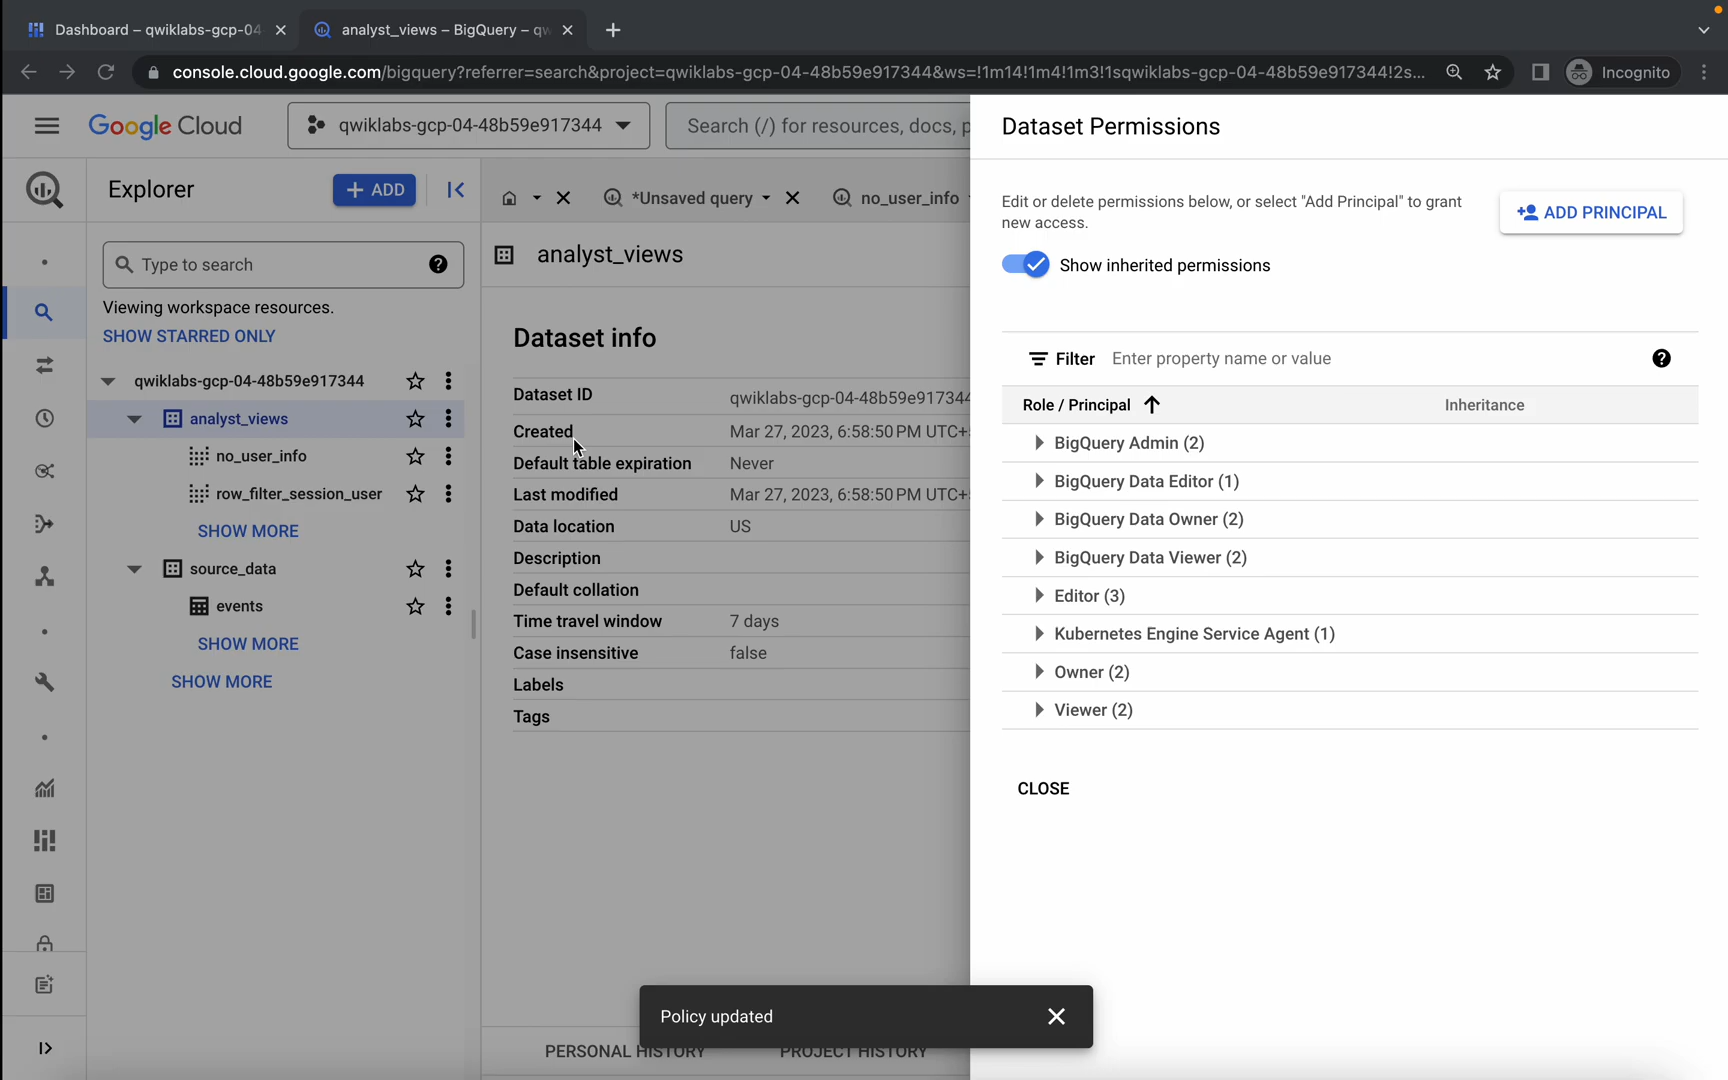 Dashboard – qwiklabs-gcp-04
analyst_views – BigQuery – qw
console.cloud.google.com/bigquery?referrer=search&project=qwiklabs-gcp-04-48b59e917344&ws=!1m14!1m4!1m3!1sqwiklabs-gcp-04-48b59e917344!2s...
Incognito
Google Cloud
qwiklabs-gcp-04-48b59e917344
Search (/) for resources, docs, p
Explorer
+ ADD
Type to search
Viewing workspace resources.
SHOW STARRED ONLY
qwiklabs-gcp-04-48b59e917344
analyst_views
no_user_info
row_filter_session_user
SHOW MORE
source_data
events
SHOW MORE
SHOW MORE
*Unsaved query
no_user_info
analyst_views
Dataset info
Dataset ID qwiklabs-gcp-04-48b59e917344
Created Mar 27, 2023, 6:58:50 PM UTC+
Default table expiration Never
Last modified Mar 27, 2023, 6:58:50 PM UTC+
Data location US
Description
Default collation
Time travel window 7 days
Case insensitive false
Labels
Tags
PERSONAL HISTORY PROJECT HISTORY
Dataset Permissions
Edit or delete permissions below, or select "Add Principal" to grant
new access.
ADD PRINCIPAL
Show inherited permissions
Filter Enter property name or value
Role / Principal Inheritance
BigQuery Admin (2)
BigQuery Data Editor (1)
BigQuery Data Owner (2)
BigQuery Data Viewer (2)
Editor (3)
Kubernetes Engine Service Agent (1)
Owner (2)
Viewer (2)
CLOSE
Policy updated